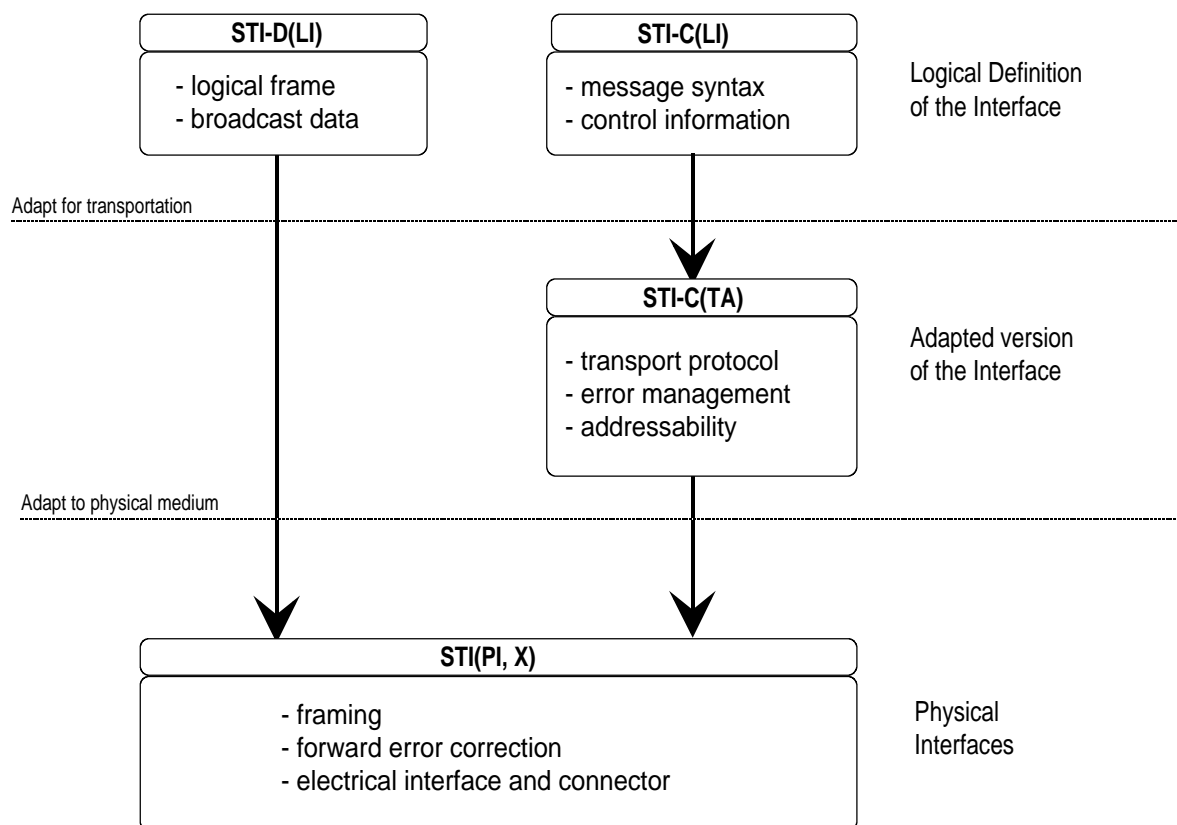 STI-D(LI)
- logical frame
- broadcast data
STI-C(LI)
- message syntax
- control information
Logical Definition
of the Interface
Adapt for transportation
STI-C(TA)
- transport protocol
- error management
- addressability
Adapted version
of the Interface
Adapt to physical medium
STI(PI, X)
- framing
- forward error correction
- electrical interface and connector
Physical
Interfaces